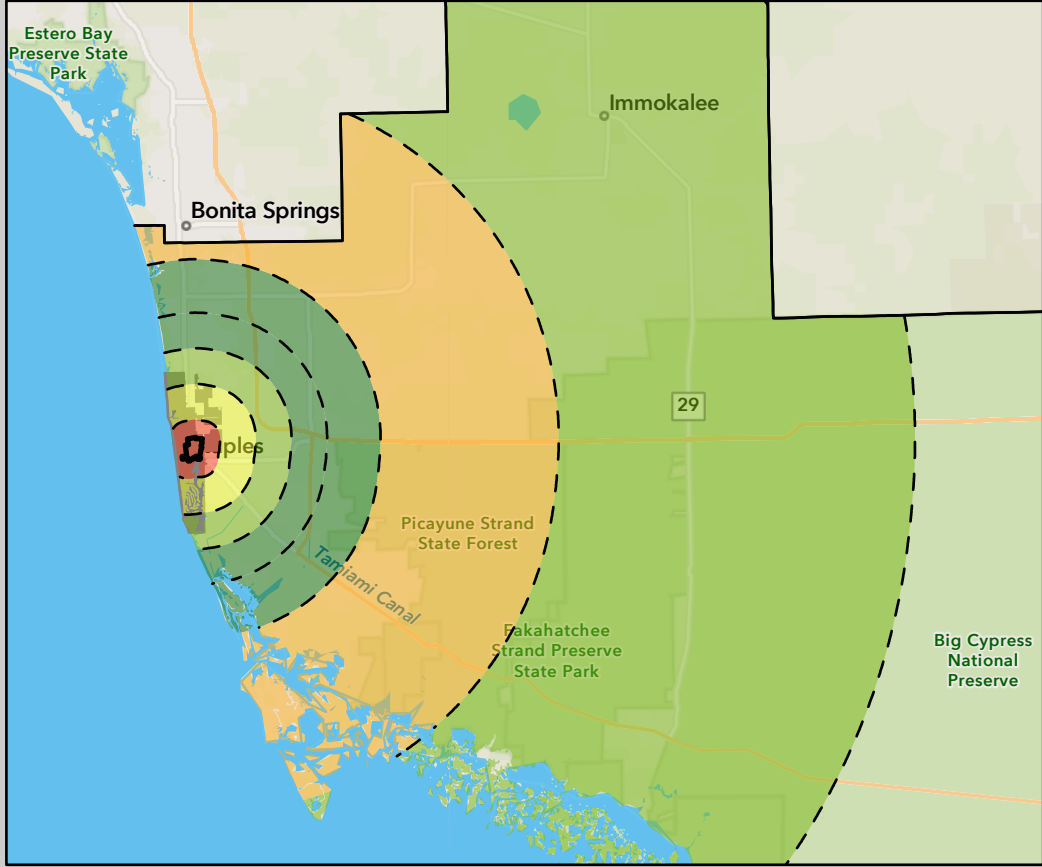 Estero Bay
Preserve State
Park
Immokalee
Bonita Springs
29
Picayune Strand
State Forest
Tamiami Canal
Fakahatchee
Strand Preserve
State Park
Big Cypress
National
Preserve